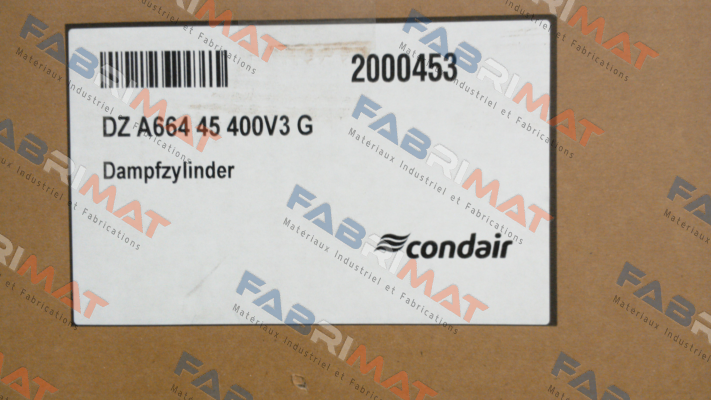 2000453
DZ A664 45 400V3 G
Dampfzylinder
condair
FABRIMAT
Materiaux Industriel et Fabrications